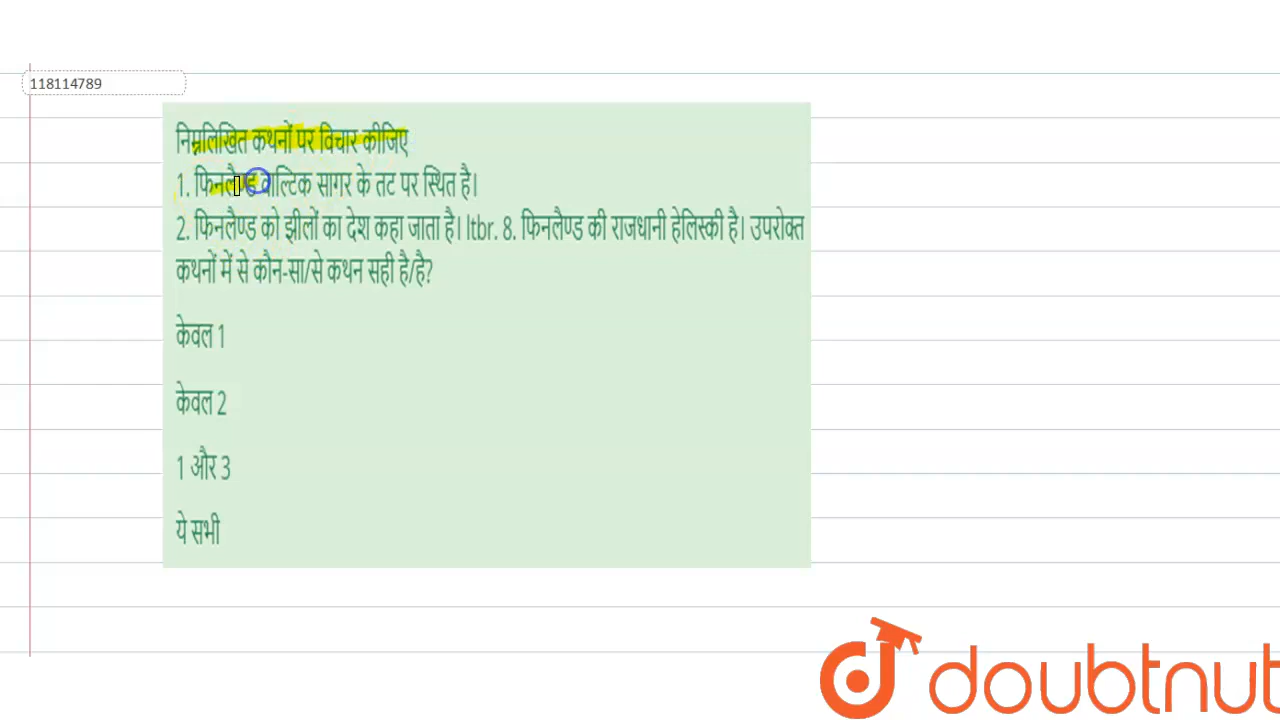 118114789
निम्नलिखित कथनों पर विचार कीजिए
1. फिनलैण्ड बाल्टिक सागर के तट पर स्थित है।
2. फिनलैण्ड को झीलों का देश कहा जाता है। ltbr. 8. फिनलैण्ड की राजधानी हेलिस्की है। उपरोक्त
कथनों में से कौन-सा/से कथन सही है/है?
केवल 1
केवल 2
1 और 3
ये सभी
doubtnut